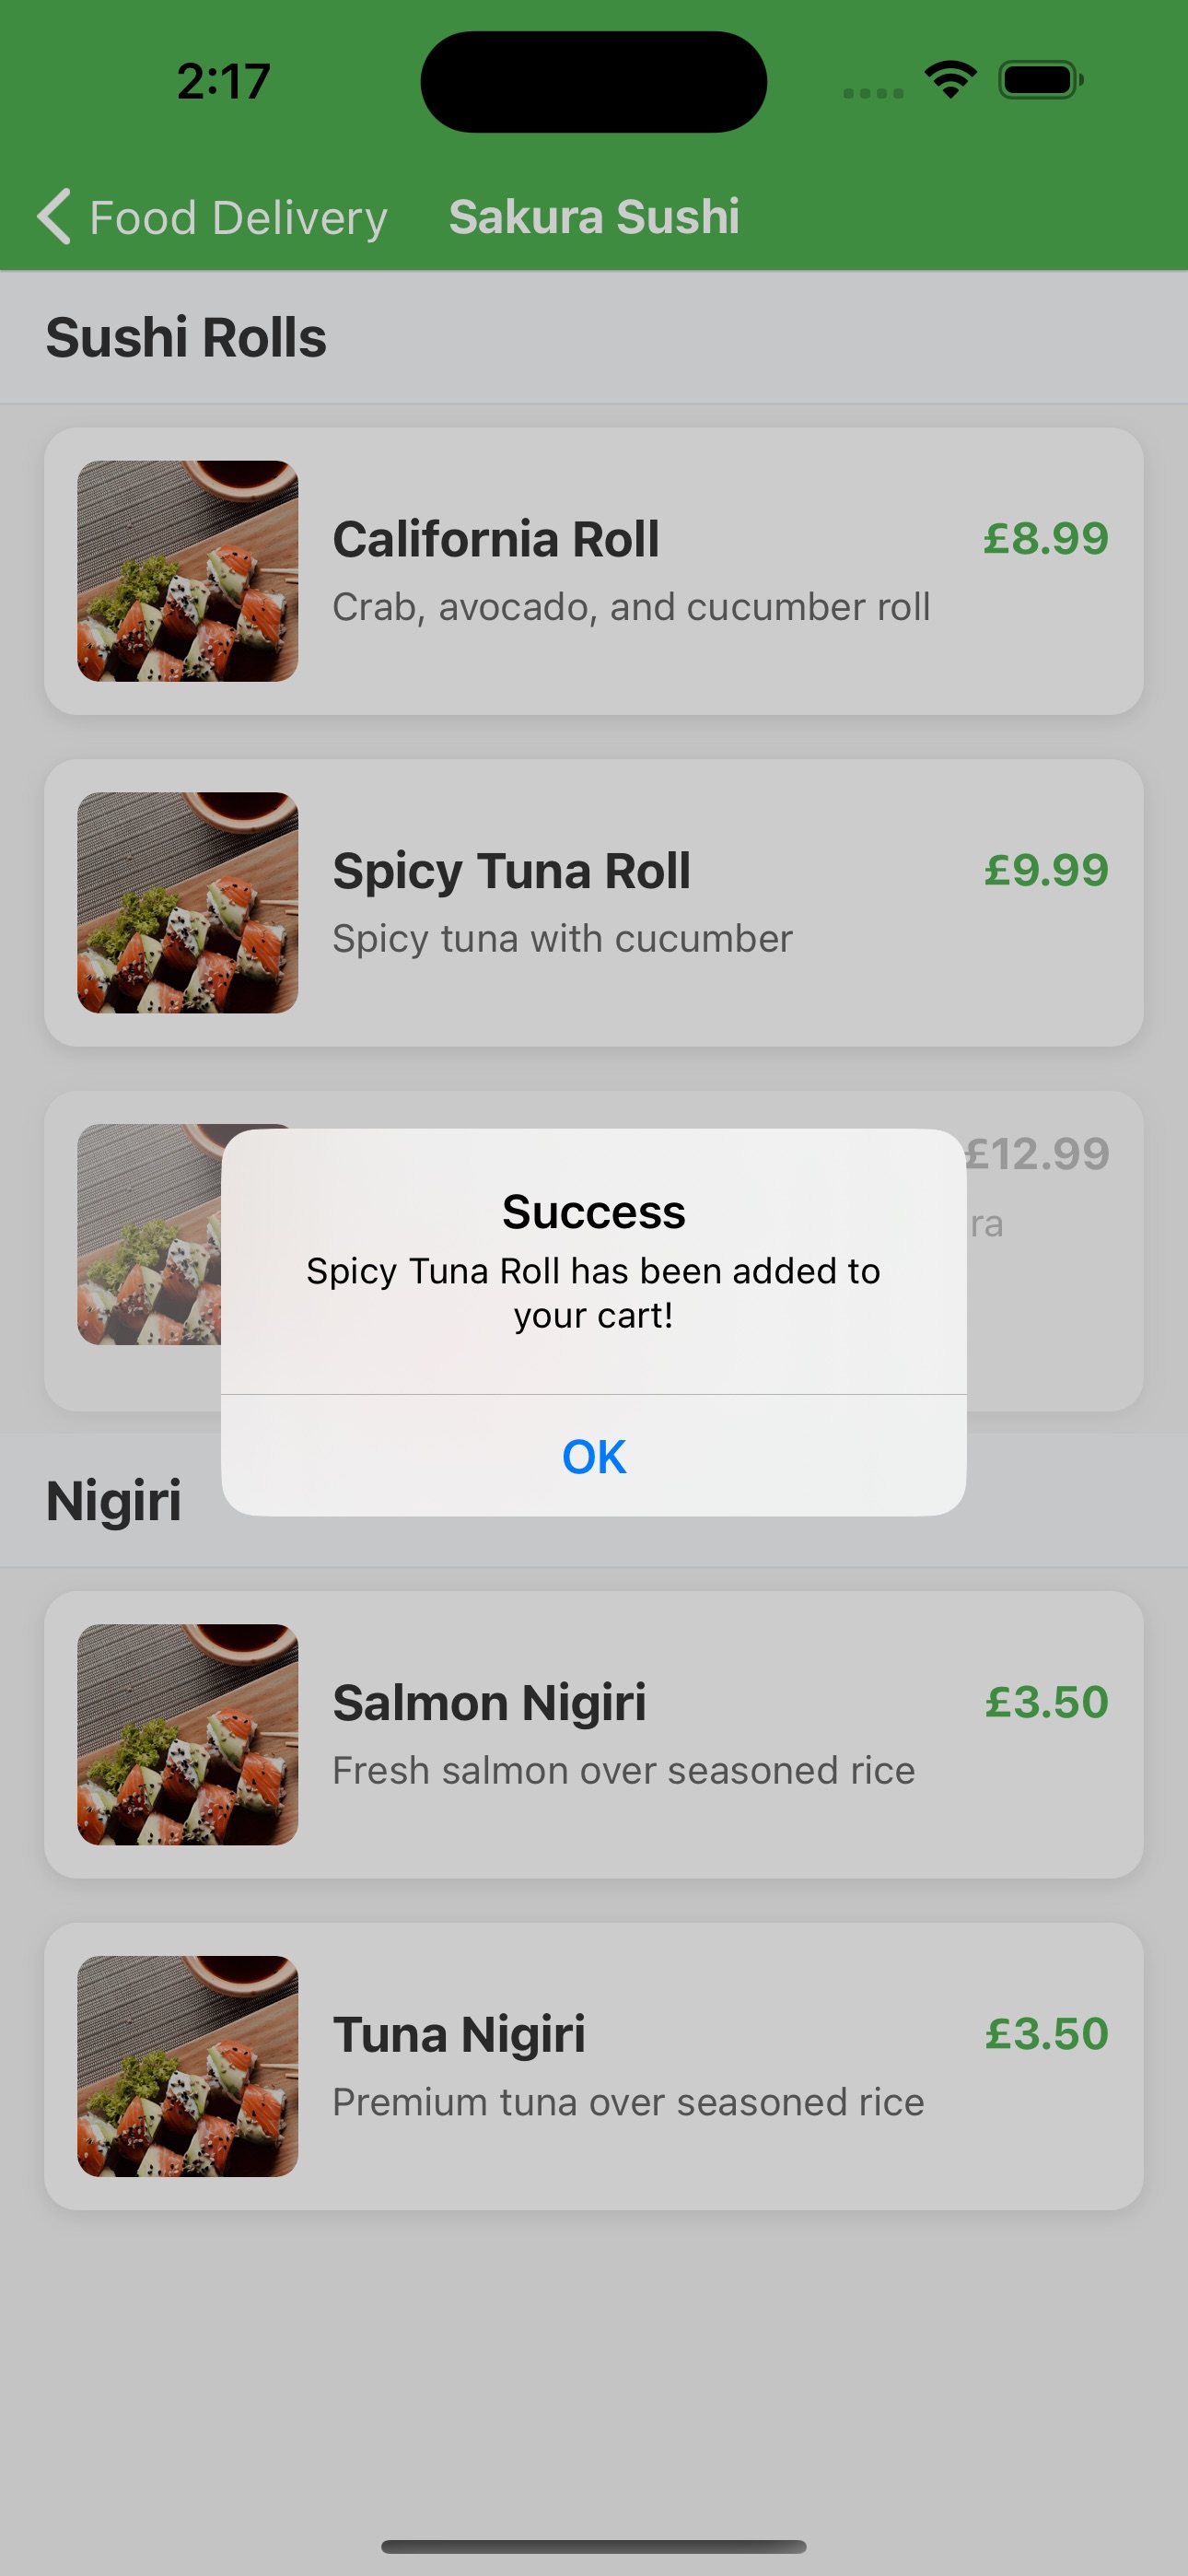 2:17
Food Delivery
Sakura Sushi
Sushi Rolls
California Roll
£8.99
Crab, avocado, and cucumber roll
Spicy Tuna Roll
£9.99
Spicy tuna with cucumber
£12.99
ra
Success
Spicy Tuna Roll has been added to
your cart!
OK
Nigiri
Salmon Nigiri
£3.50
Fresh salmon over seasoned rice
Tuna Nigiri
£3.50
Premium tuna over seasoned rice